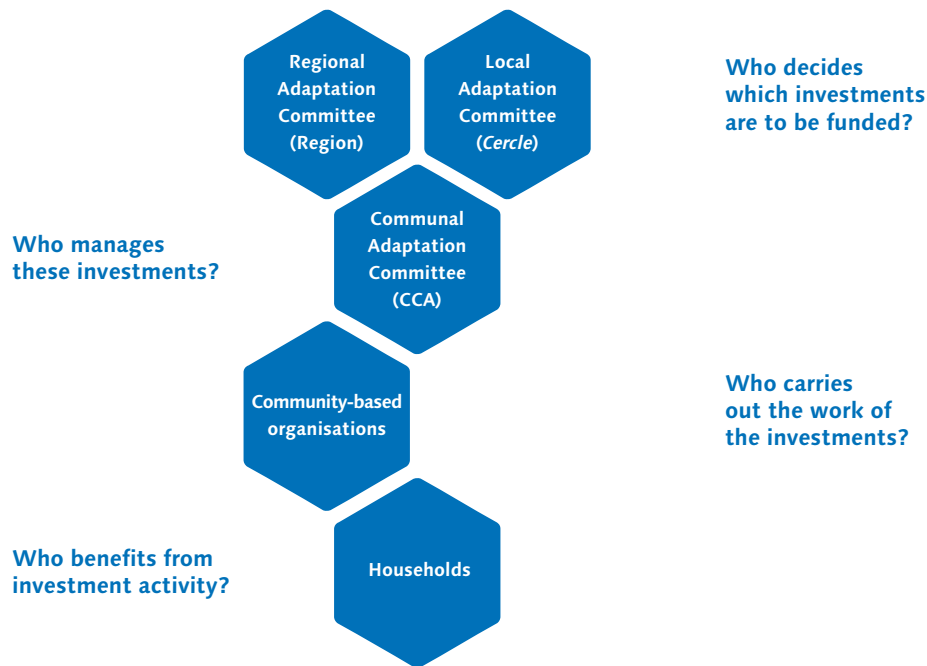 Regional
Adaptation
Committee
(Region)
Local
Adaptation
Committee
(Cercle)
Who decides
which investments
are to be funded?
Communal
Adaptation
Committee
(CCA)
Who manages
these investments?
Community-based
organisations
Who carries
out the work of
the investments?
Households
Who benefits from
investment activity?